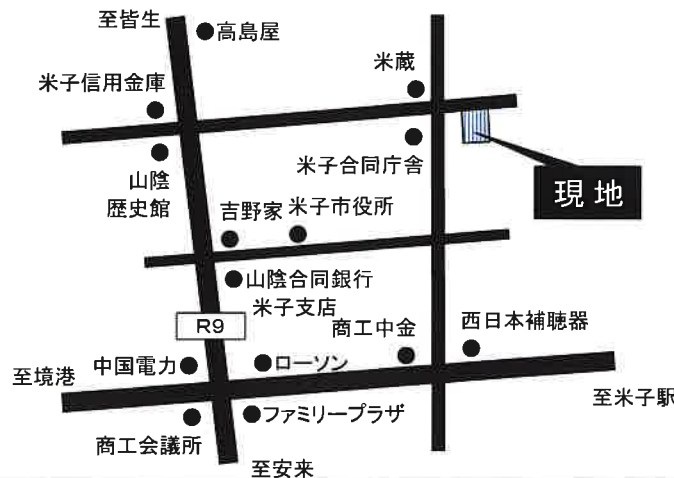 至皆生
高島屋
米蔵
米子信用金庫
米子合同庁舎
山陰
歴史館
現地
吉野家
米子市役所
山陰合同銀行
米子支店
R9
商工中金
西日本補聴器
中国電力
ローソン
至境港
至米子駅
ファミリープラザ
商工会議所
至安来